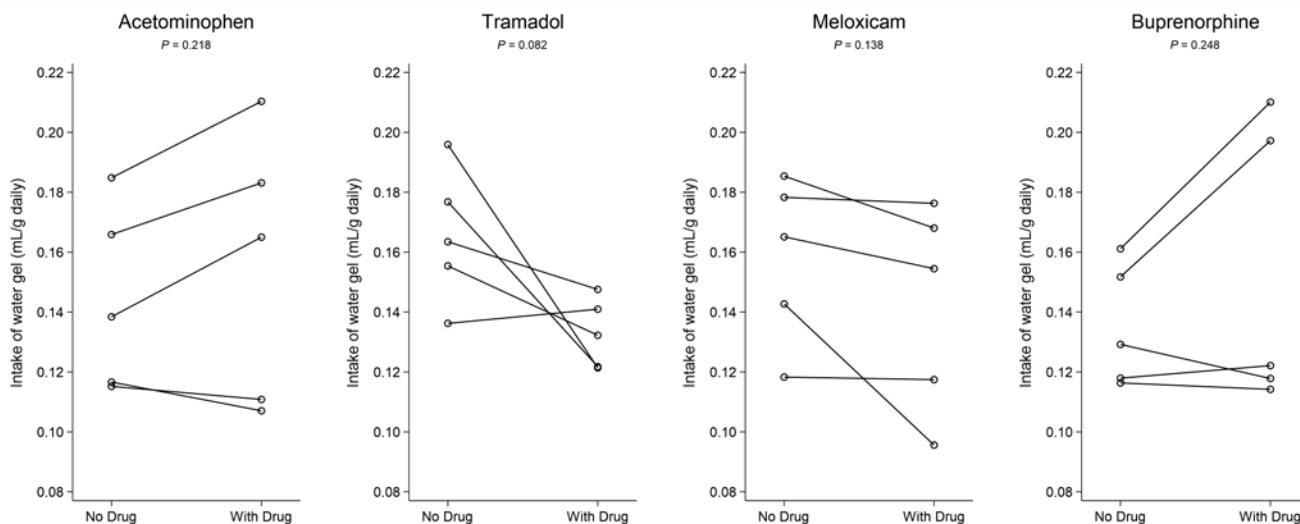 Acetominophen
P = 0.218
Intake of water gel (mL/g daily)
0.22
0.20
0.18
0.16
0.14
0.12
0.10
0.08
No Drug With Drug
Tramadol
P = 0.082
Intake of water gel (mL/g daily)
0.22
0.20
0.18
0.16
0.14
0.12
0.10
0.08
No Drug With Drug
Meloxicam
P = 0.138
Intake of water gel (mL/g daily)
0.22
0.20
0.18
0.16
0.14
0.12
0.10
0.08
No Drug With Drug
Buprenorphine
P = 0.248
Intake of water gel (mL/g daily)
0.22
0.20
0.18
0.16
0.14
0.12
0.10
0.08
No Drug With Drug